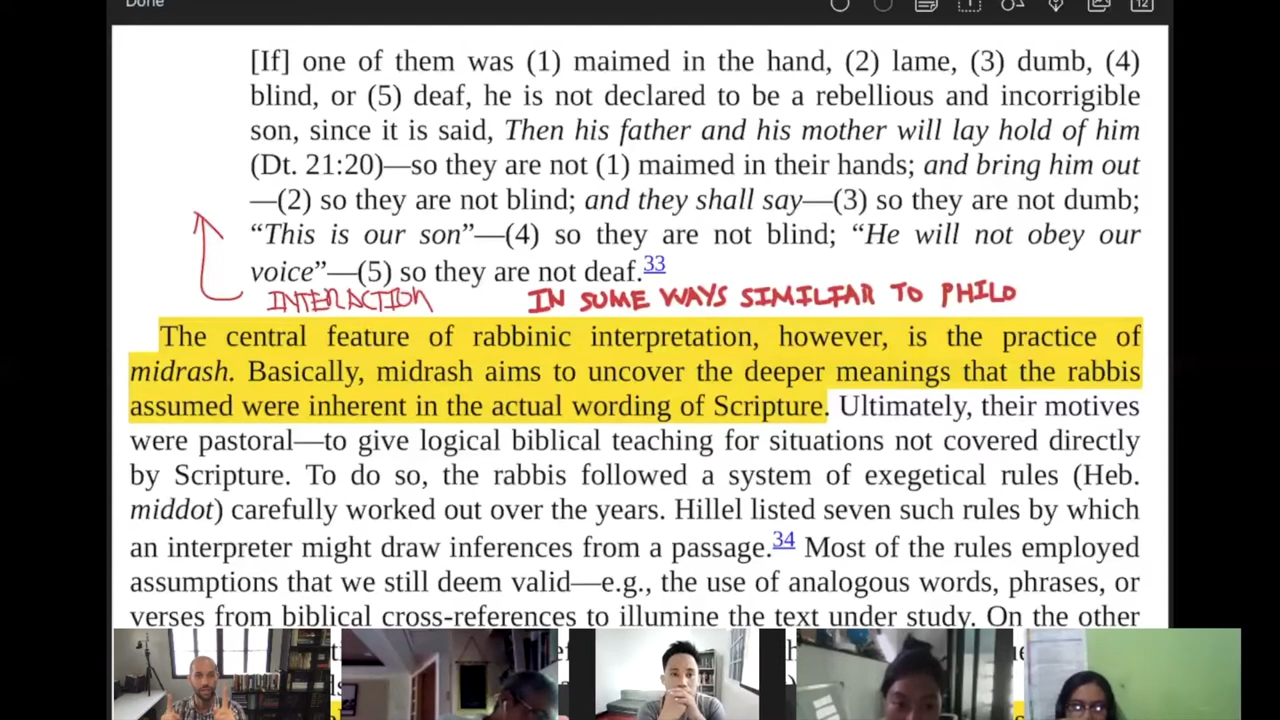 Done
12
[If] one of them was (1) maimed in the hand, (2) lame, (3) dumb, (4)
blind, or (5) deaf, he is not declared to be a rebellious and incorrigible
son, since it is said, Then his father and his mother will lay hold of him
(Dt. 21:20)—so they are not (1) maimed in their hands; and bring him out
—(2) so they are not blind; and they shall say—(3) so they are not dumb;
“This is our son”—(4) so they are not blind; “He will not obey our
voice”—(5) so they are not deaf.33
INTERACTION IN SOME WAYS SIMILIAR TO PHILO
The central feature of rabbinic interpretation, however, is the practice of
midrash. Basically, midrash aims to uncover the deeper meanings that the rabbis
assumed were inherent in the actual wording of Scripture. Ultimately, their motives
were pastoral—to give logical biblical teaching for situations not covered directly
by Scripture. To do so, the rabbis followed a system of exegetical rules (Heb.
middot) carefully worked out over the years. Hillel listed seven such rules by which
an interpreter might draw inferences from a passage.34 Most of the rules employed
assumptions that we still deem valid—e.g., the use of analogous words, phrases, or
verses from biblical cross-references to illumine the text under study. On the other